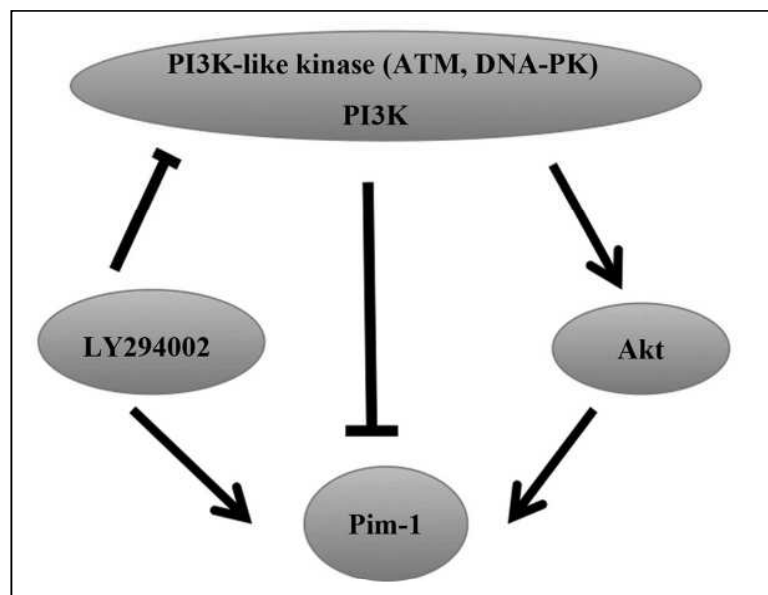 PI3K-like kinase (ATM, DNA-PK)
PI3K
LY294002
Akt
Pim-1